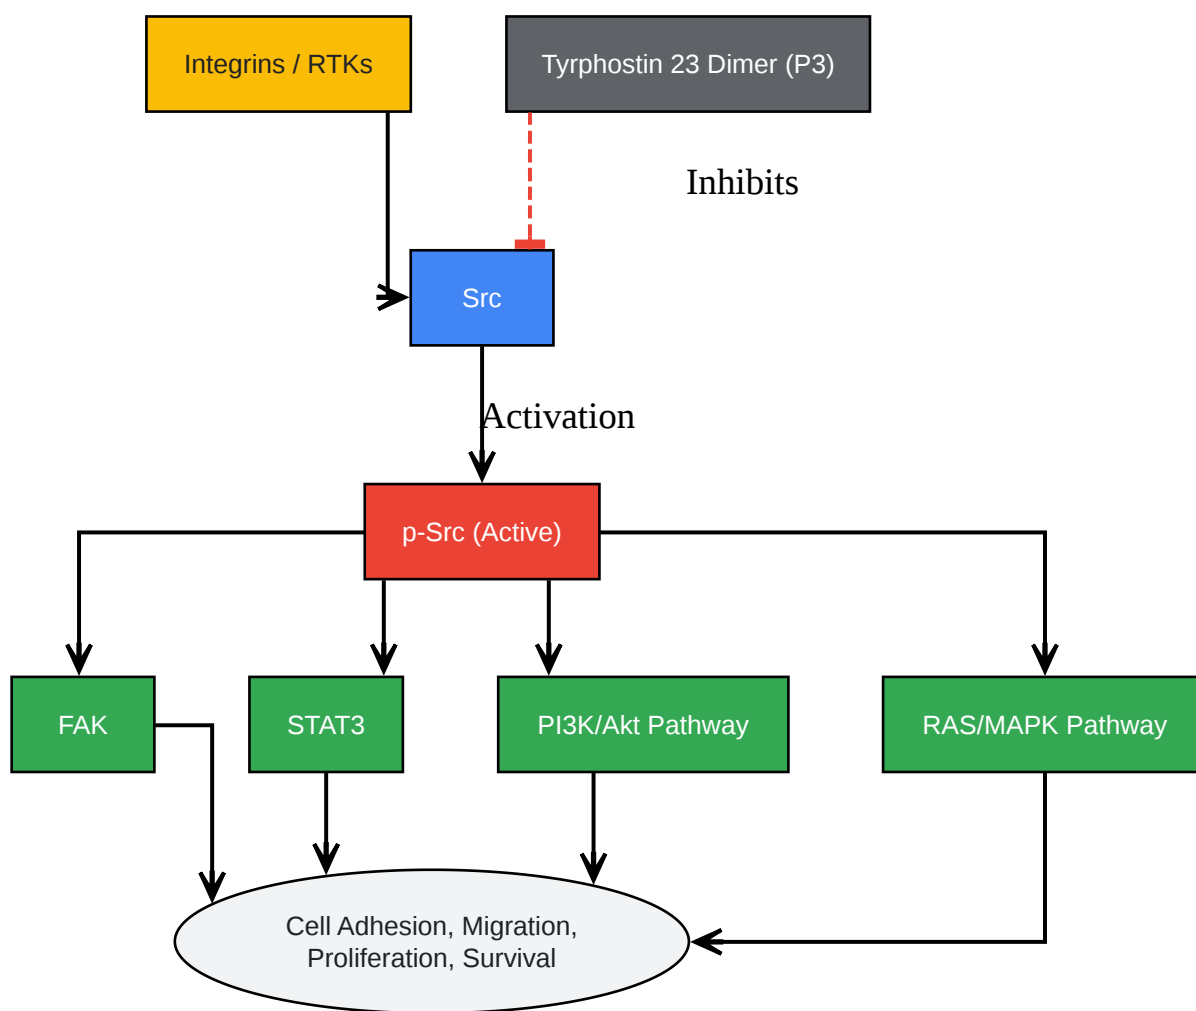 Integrins / RTKs
Tyrphostin 23 Dimer (P3)
Inhibits
Src
Activation
p-Src (Active)
FAK
STAT3
PI3K/Akt Pathway
RAS/MAPK Pathway
Cell Adhesion, Migration,
Proliferation, Survival